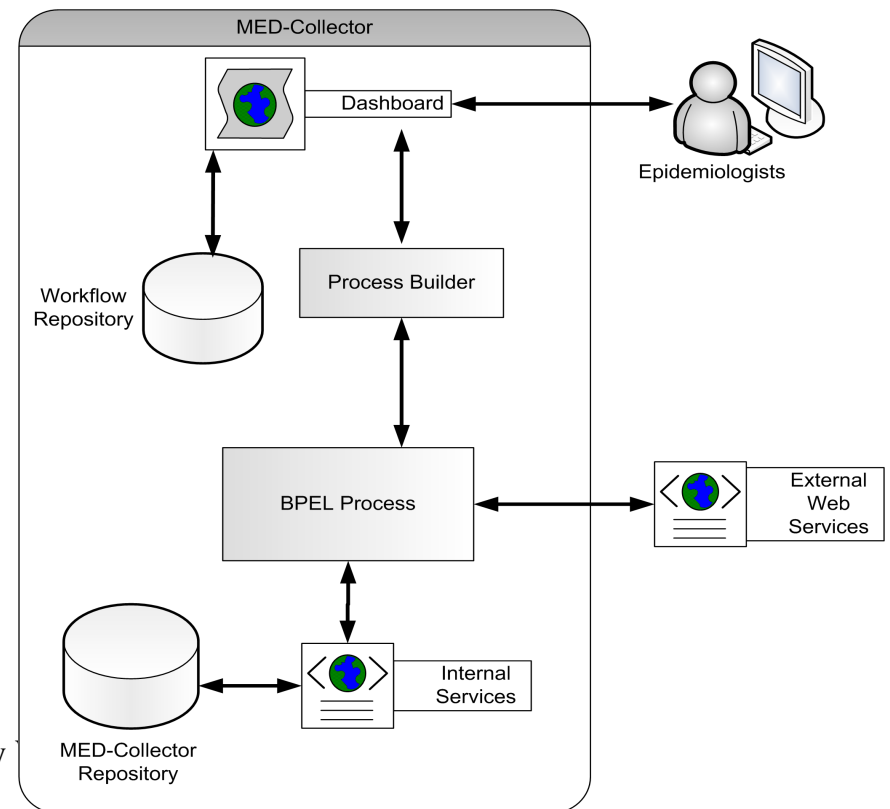 MED-Collector
Dashboard
Epidemiologists
Process Builder
Workflow
Repository
BPEL Process
External
Web
Services
Internal
Services
MED-Collector
Repository